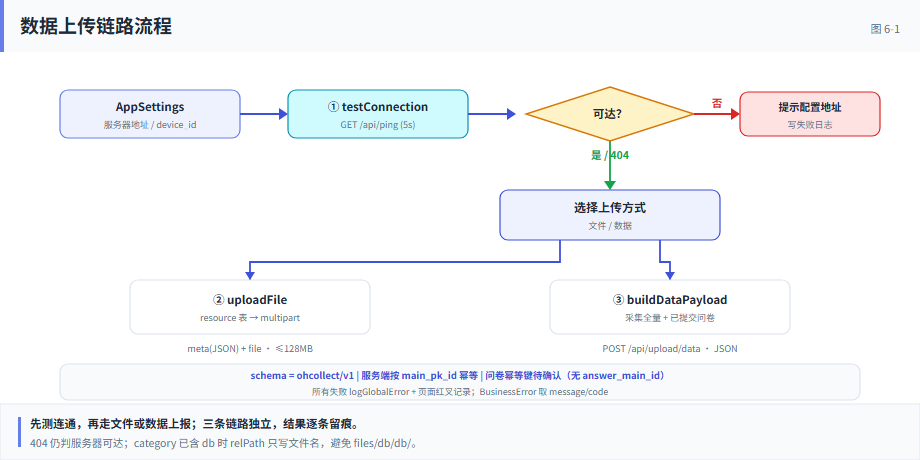 数据上传链路流程
图 6-1
AppSettings
服务器地址 / device_id
① testConnection
GET /api/ping (5s)
可达?
否
提示配置地址
写失败日志
是 / 404
选择上传方式
文件 / 数据
② uploadFile
resource 表 → multipart
③ buildDataPayload
采集全量 + 已提交问卷
meta(JSON) + file · ≤128MB
POST /api/upload/data · JSON
schema = ohcollect/v1 | 服务端按 main_pk_id 幂等 | 问卷幂等键待确认（无 answer_main_id）
所有失败 logGlobalError + 页面红叉记录；BusinessError 取 message/code
先测连通，再走文件或数据上报；三条链路独立，结果逐条留痕。
404 仍判服务器可达；category 已含 db 时 relPath 只写文件名，避免 files/db/db/。